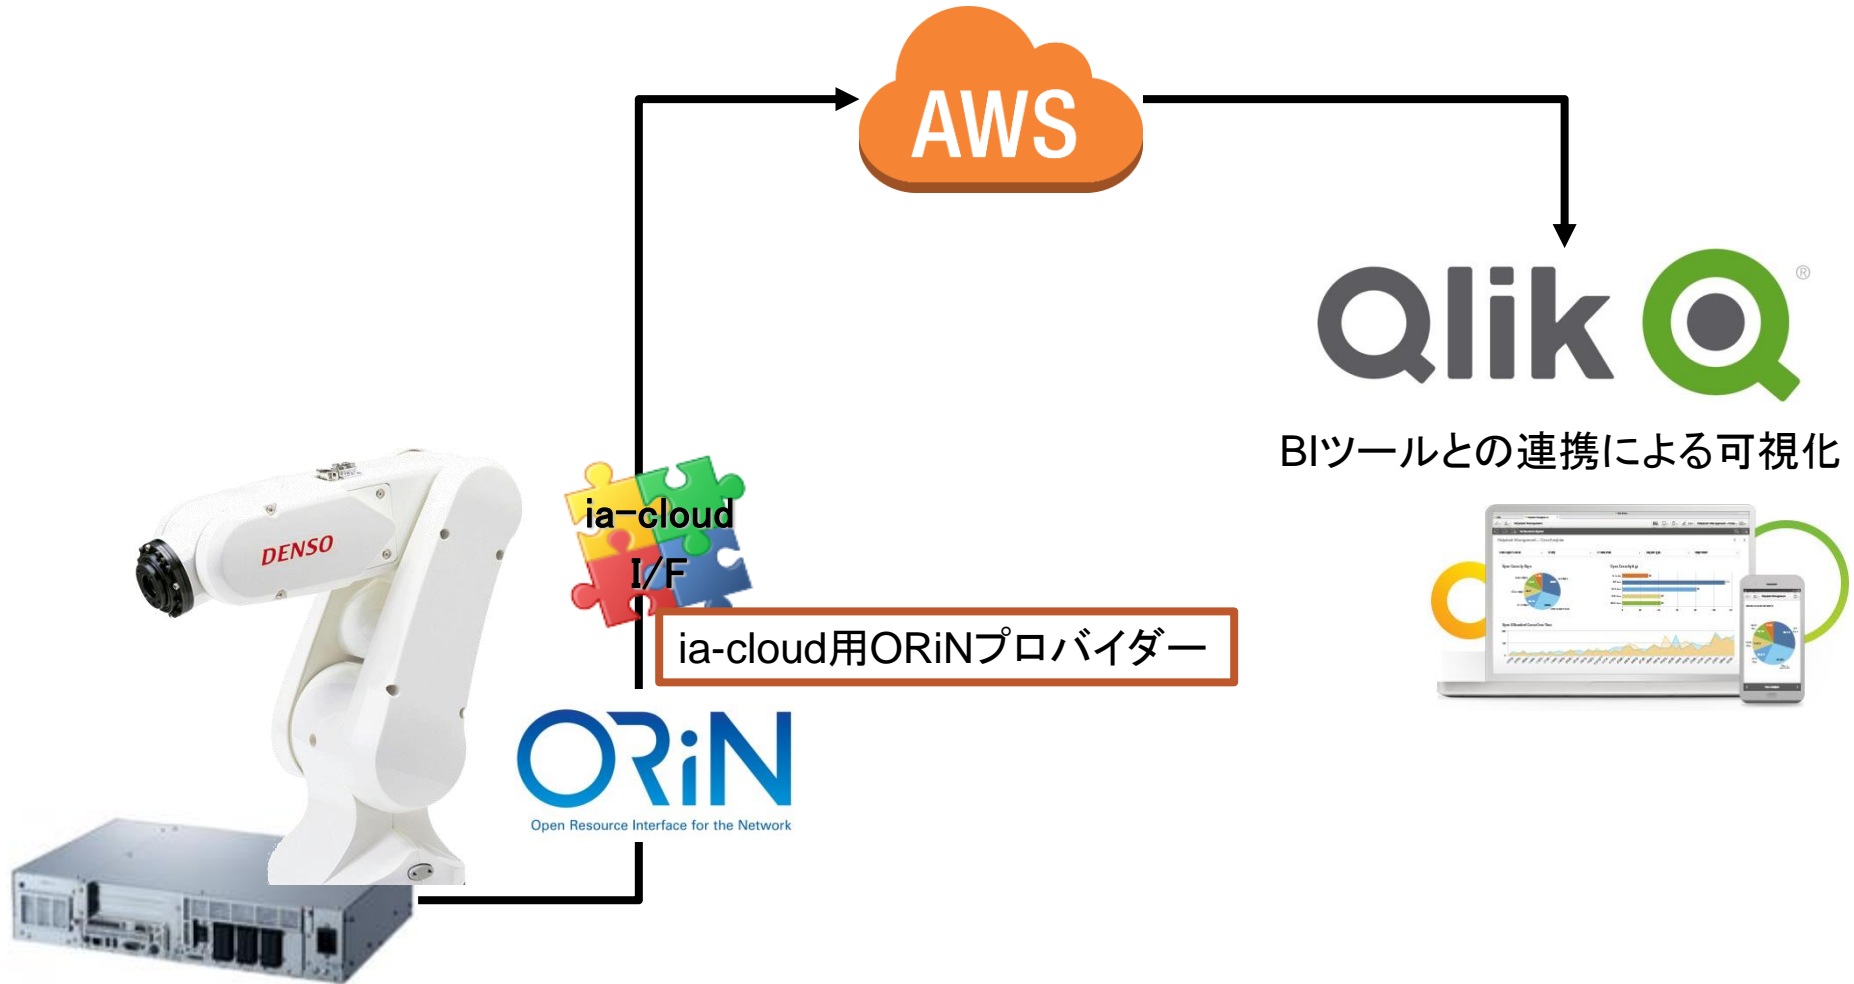 AWS
Qlik
®
BIツールとの連携による可視化
DENSO
ia-cloud
I/F
ia-cloud用ORiNプロバイダー
ORiN
Open Resource Interface for the Network